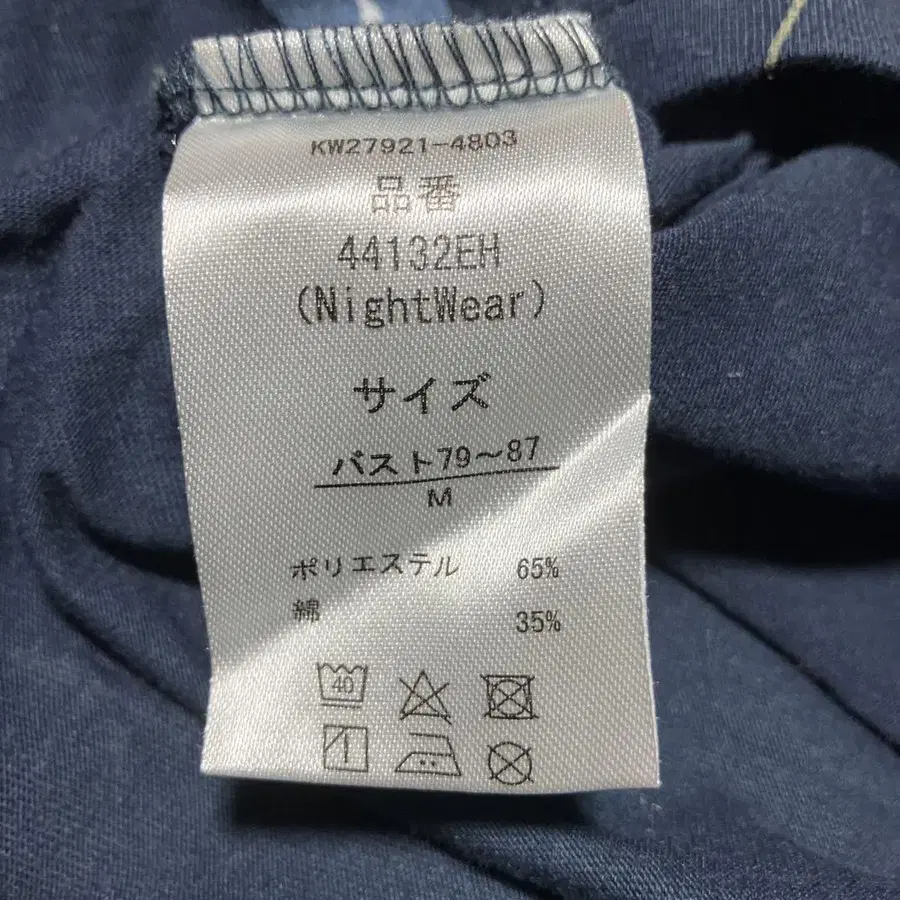 KW27921-4803
品番
44132EH
(NightWear)
サイズ
バスト79～87
M
ポリエステル 65%
綿 35%
40